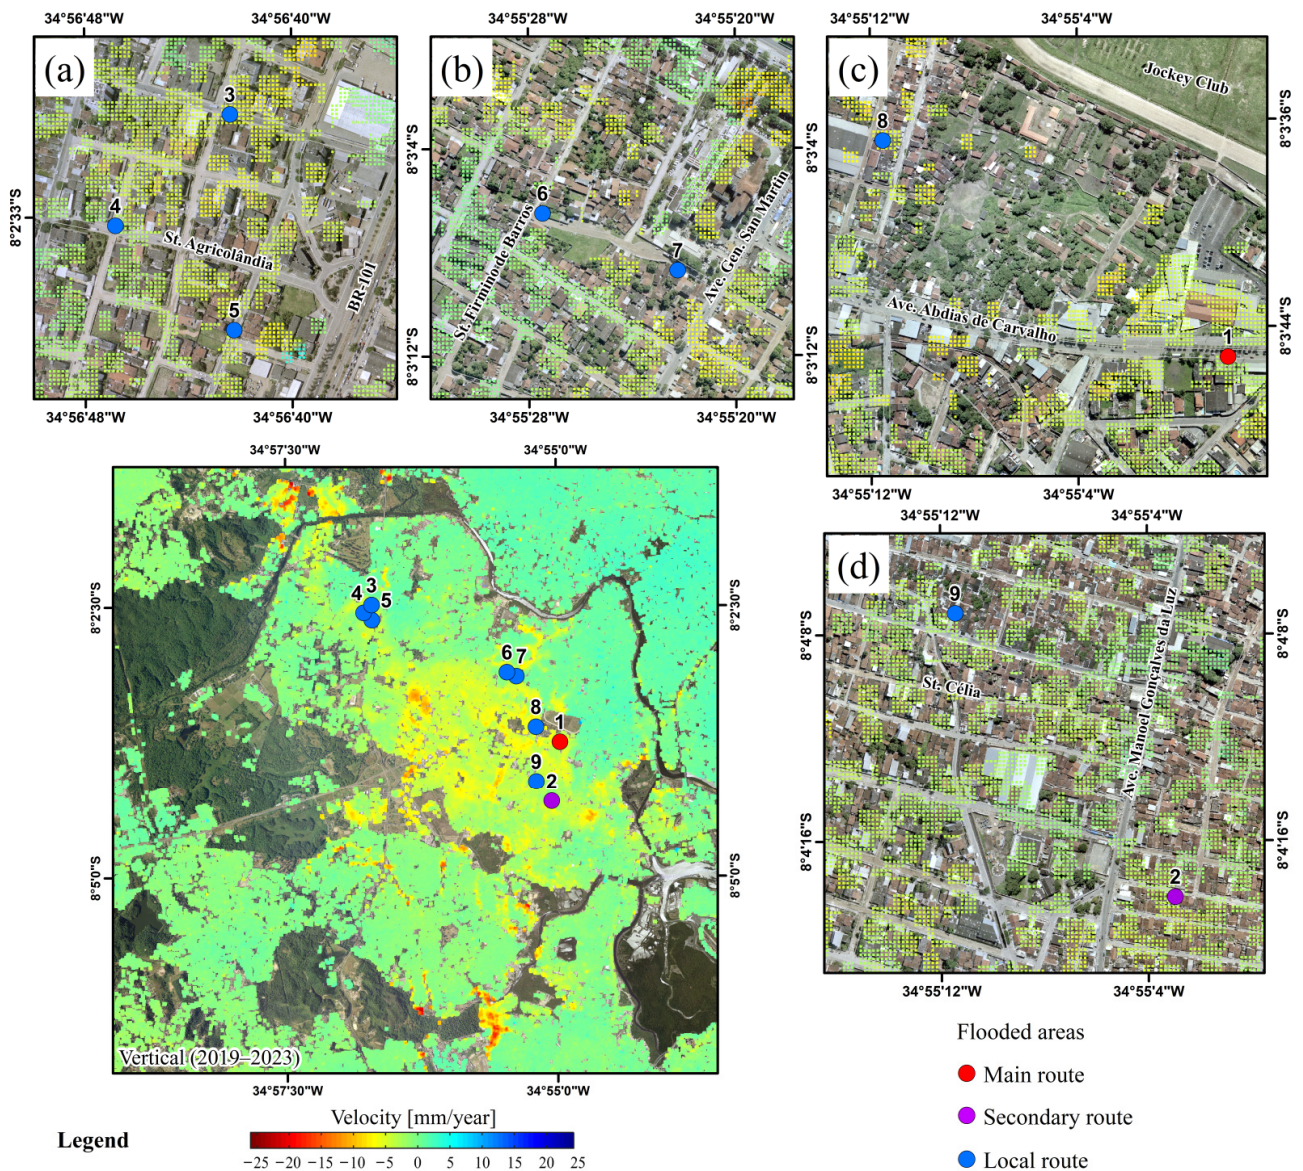 34°56'48"W 34°56'40"W
34°55'28"W 34°55'20"W
34°55'12"W 34°55'4"W
(a)
3
4
5
St. Agricolândia
BR-101
8°2'33"S
34°56'48"W 34°56'40"W
(b)
6
7
St. Firmino de Barros
Ave. Gen. San Martin
8°3'4"S
8°3'12"S
8°3'4"S
8°3'12"S
34°55'28"W 34°55'20"W
(c)
Jockey Club
8
Ave. Abdias de Carvalho
1
8°3'36"S
8°3'44"S
34°55'12"W 34°55'4"W
34°57'30"W 34°55'0"W
8°2'30"S
8°5'0"S
3
4
5
6
7
8
1
9
2
8°2'30"S
8°5'0"S
Vertical (2019–2023)
34°57'30"W 34°55'0"W
34°55'12"W 34°55'4"W
(d)
9
St. Célia
Ave. Manoel Gonçalves da Luz
2
8°4'8"S
8°4'16"S
8°4'8"S
8°4'16"S
34°55'12"W 34°55'4"W
Legend
Velocity [mm/year]
−25 −20 −15 −10 −5 0 5 10 15 20 25
Flooded areas
Main route
Secondary route
Local route